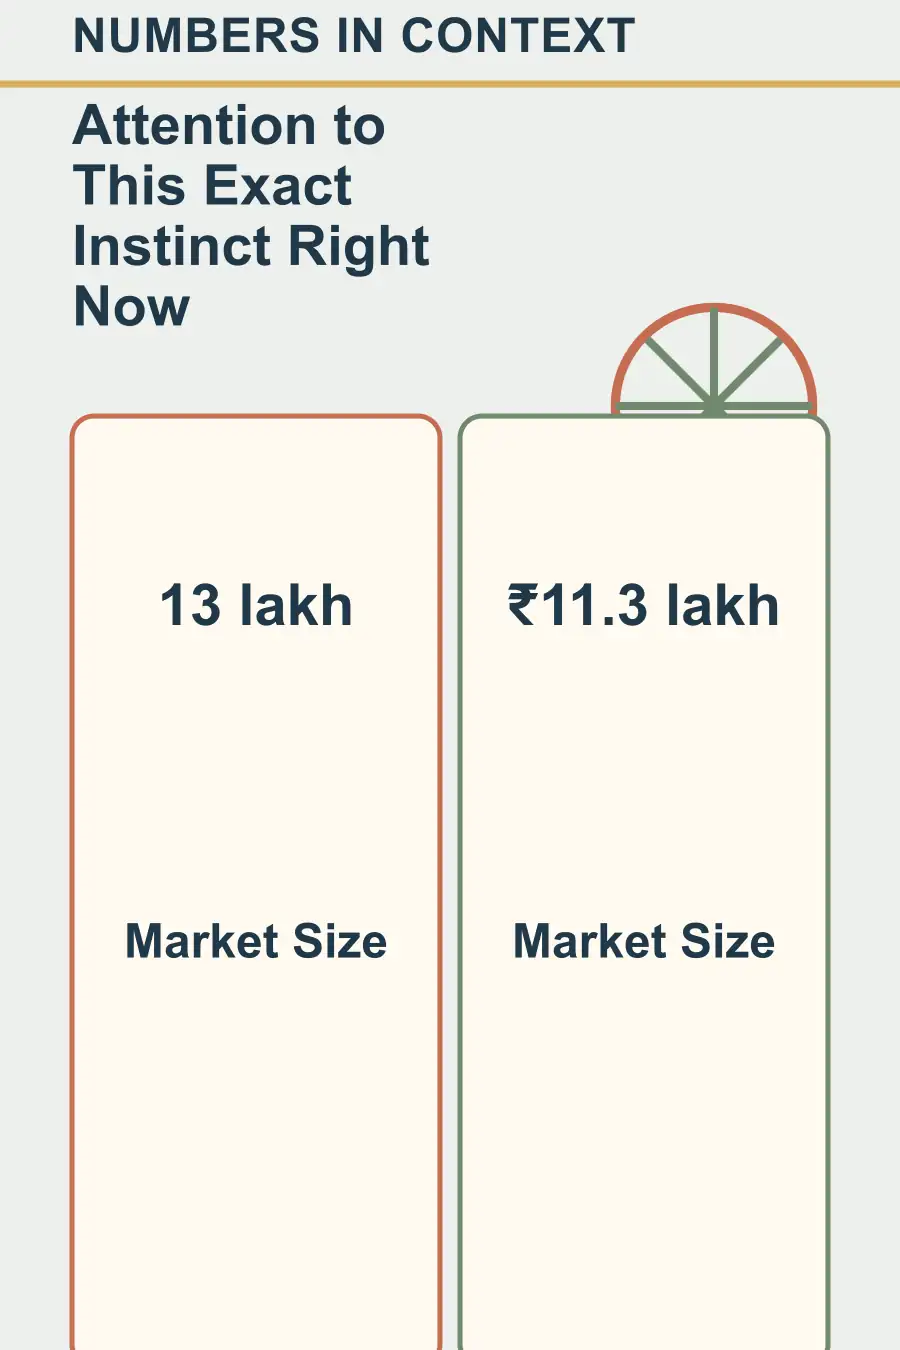 NUMBERS IN CONTEXT
Attention to
This Exact
Instinct Right
Now
13 lakh
₹11.3 lakh
Market Size
Market Size